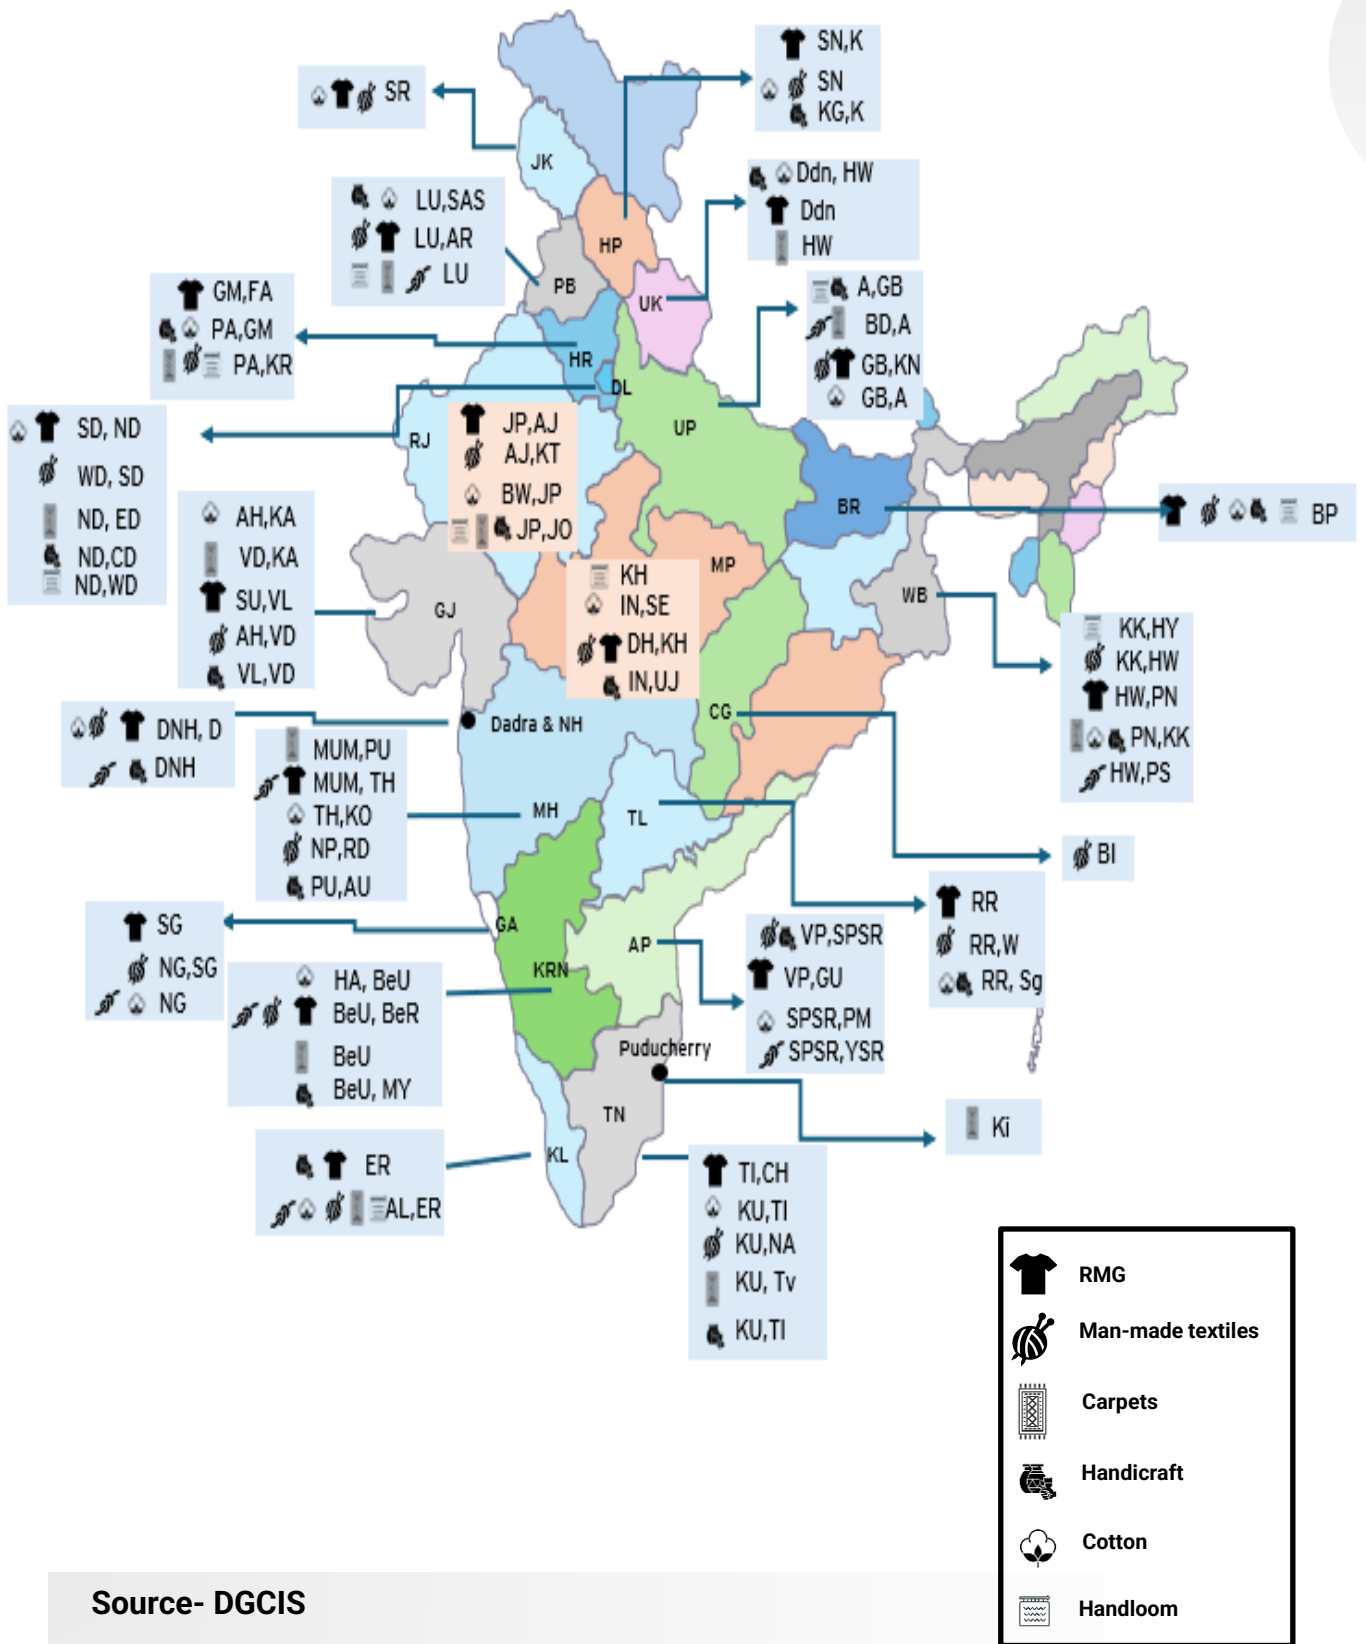 SN,K
SN
KG,K
SR
JK
Ddn, HW
Ddn
HW
LU,SAS
LU,AR
LU
HP
PB
UK
GM,FA
PA,GM
PA,KR
A,GB
BD,A
GB,KN
GB,A
HR
DL
SD, ND
WD, SD
ND, ED
ND,CD
ND,WD
RJ
JP,AJ
AJ,KT
BW,JP
JP,JO
UP
BR
BP
AH,KA
VD,KA
SU,VL
AH,VD
VL,VD
GJ
MP
KH
IN,SE
DH,KH
IN,UJ
WB
KK,HY
KK,HW
HW,PN
PN,KK
HW,PS
DNH, D
DNH
Dadra & NH
CG
MUM,PU
MUM, TH
TH,KO
NP,RD
PU,AU
MH
TL
BI
RR
RR,W
RR, Sg
SG
NG,SG
NG
GA
KRN
AP
VP,SPSR
VP,GU
SPSR,PM
SPSR,YSR
HA, BeU
BeU, BeR
BeU
BeU, MY
Puducherry
TN
Ki
KL
ER
AL,ER
TI,CH
KU,TI
KU,NA
KU, Tv
KU,TI
RMG
Man-made textiles
Carpets
Handicraft
Cotton
Handloom
Source- DGCIS